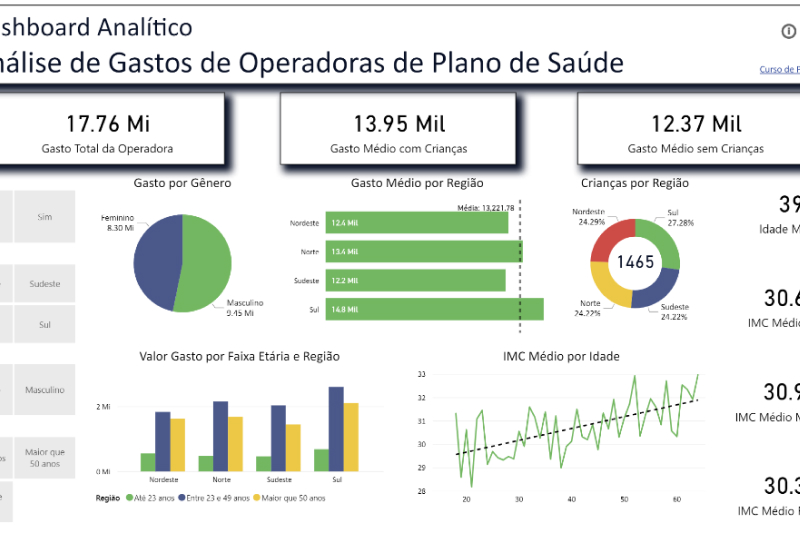 shboard Analítico
nálise de Gastos de Operadoras de Plano de Saúde
Curso de P
17.76 Mi
Gasto Total da Operadora
13.95 Mil
Gasto Médio com Crianças
12.37 Mil
Gasto Médio sem Crianças
Sim
Sudeste
Sul
Masculino
os
Maior que
50 anos
Gasto por Gênero
Feminino
8.30 Mi
Masculino
9.45 Mi
Gasto Médio por Região
Média: 13,221.78
Nordeste
12.4 Mil
Norte
13.4 Mil
Sudeste
12.2 Mil
Sul
14.8 Mil
Crianças por Região
Nordeste
24.29%
Sul
27.28%
1465
Norte
24.22%
Sudeste
24.22%
39
Idade M
30.6
IMC Médio
30.9
IMC Médio M
30.3
IMC Médio F
Valor Gasto por Faixa Etária e Região
2 Mi
0 Mi
Nordeste
Norte
Sudeste
Sul
Região Até 23 anos Entre 23 e 49 anos Maior que 50 anos
IMC Médio por Idade
33
32
31
30
29
28
20
30
40
50
60